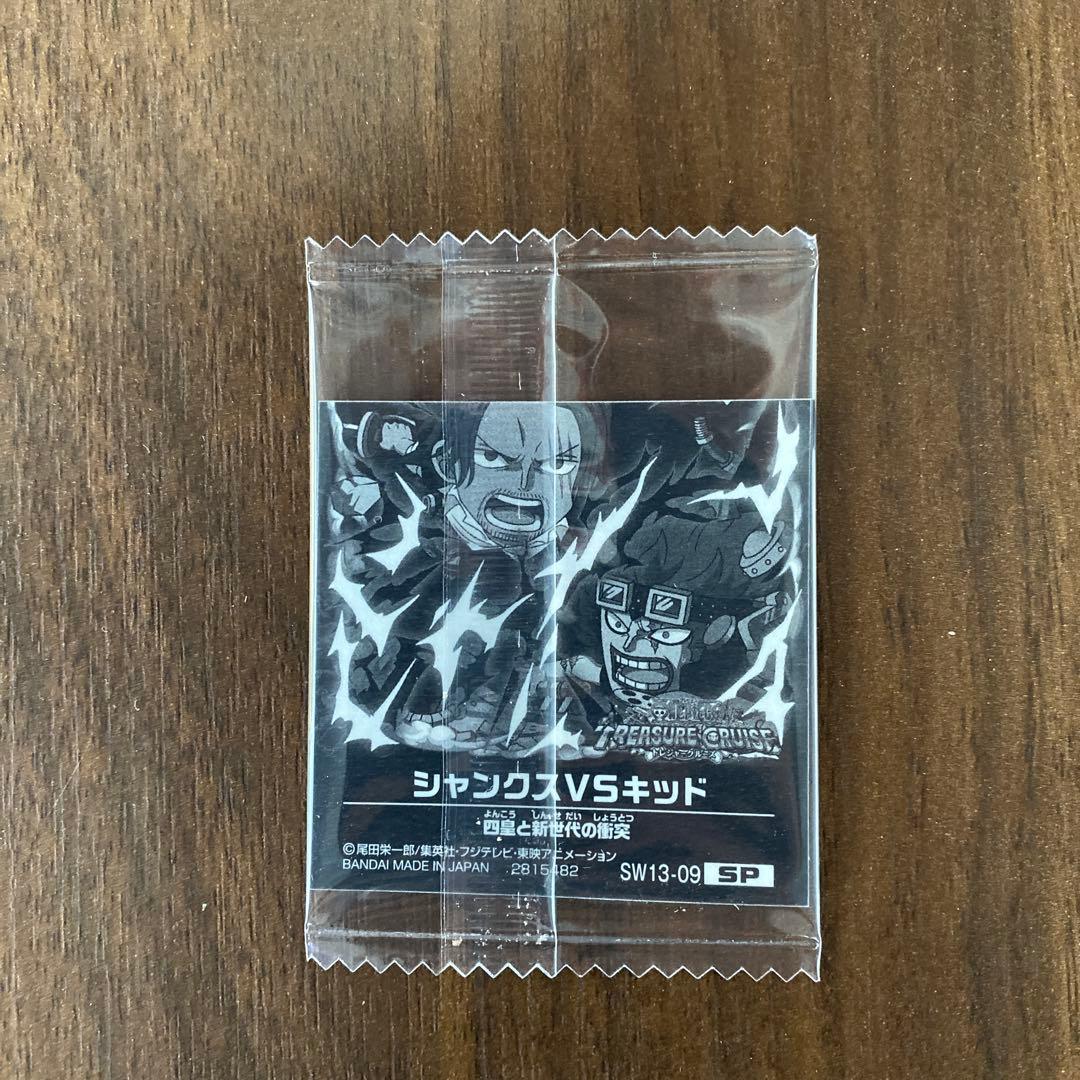 TREASURE CRUISE
トレジャークルーズ
シャンクスVSキッド
よんこう しんせだい しょうとつ
四皇と新世代の衝突
©尾田栄一郎/集英社・フジテレビ・東映アニメーション
BANDAI MADE IN JAPAN 2815482
SW13-09 SP